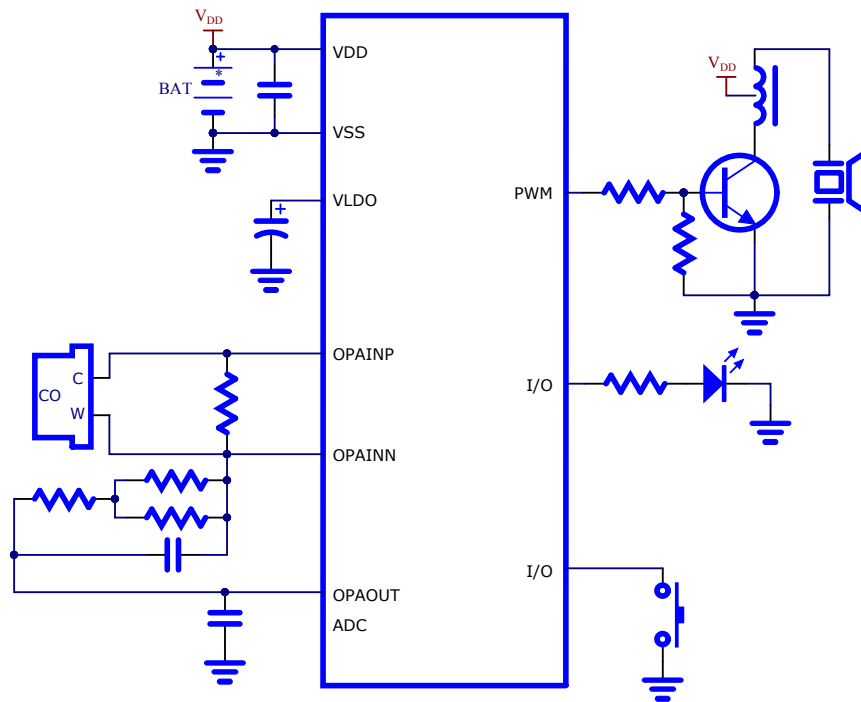 VDD
+
*
BAT
VDD
VSS
+
VLDO
PWM
VDD
CO
C
W
OPAINP
I/O
OPAINN
I/O
OPAOUT
ADC